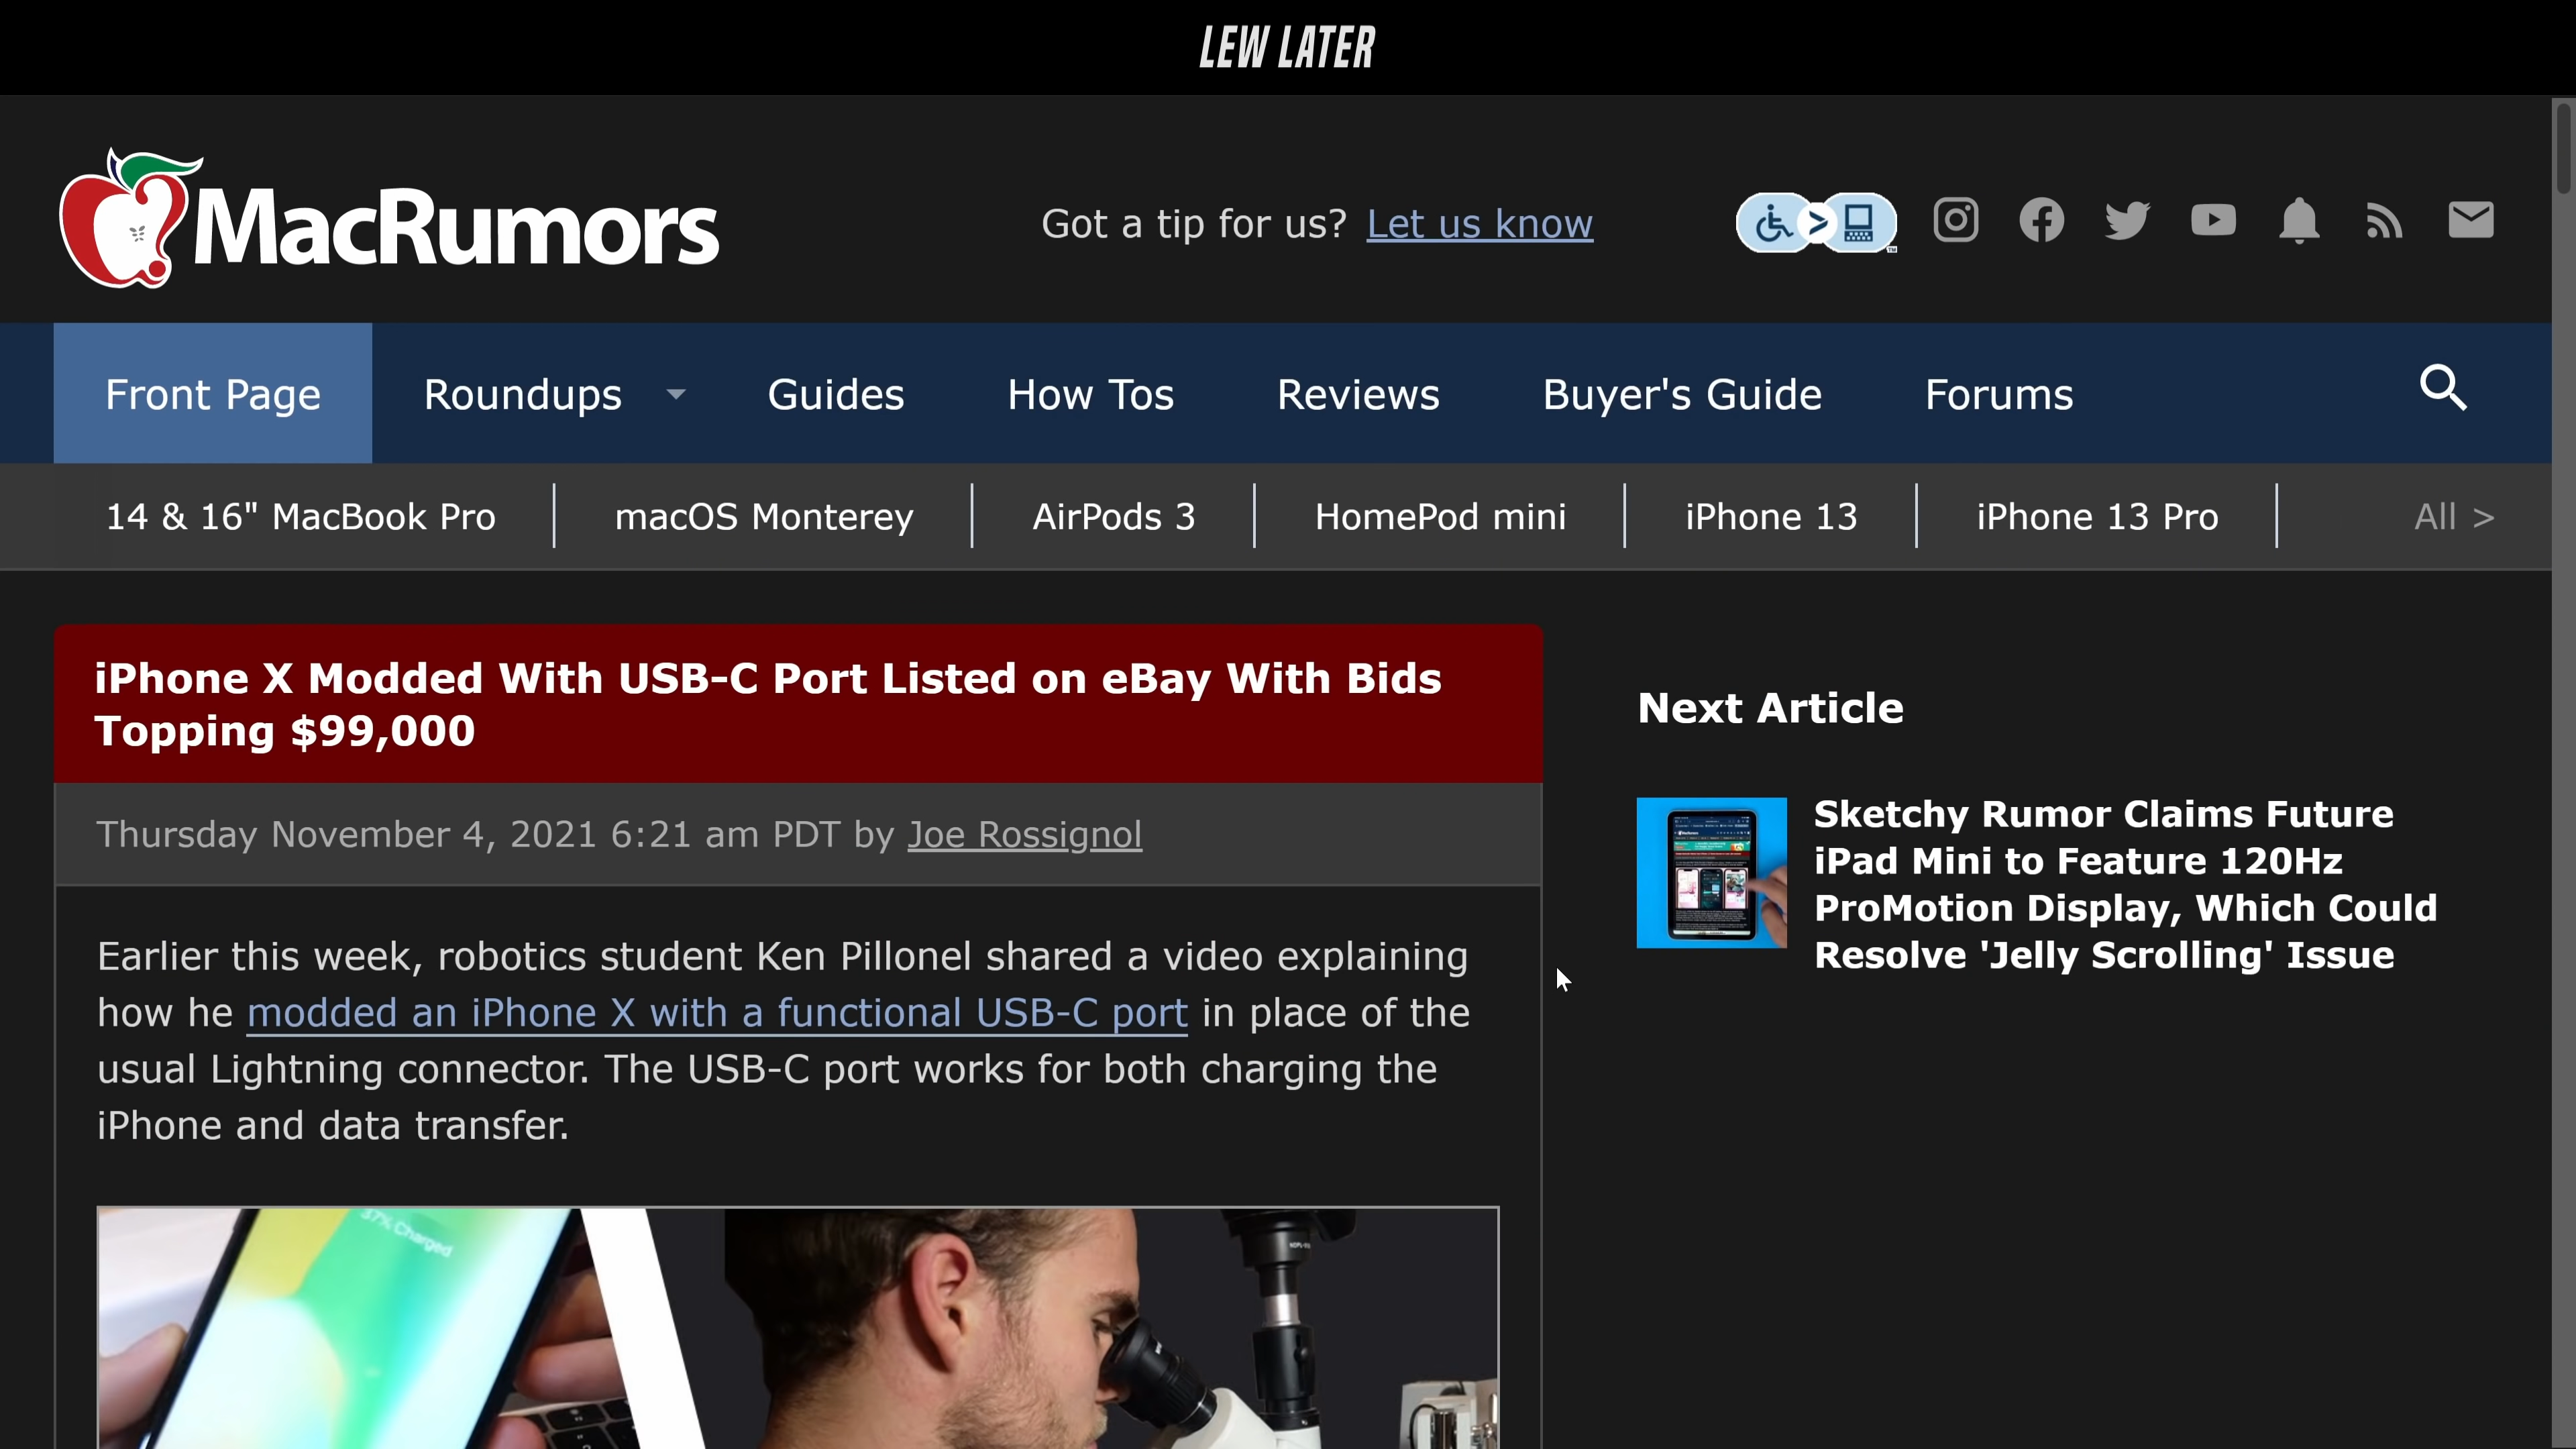 LEW LATER
MacRumors
Got a tip for us? Let us know
Front Page
Roundups
Guides
How Tos
Reviews
Buyer's Guide
Forums
14 & 16" MacBook Pro
macOS Monterey
AirPods 3
HomePod mini
iPhone 13
iPhone 13 Pro
All >
iPhone X Modded With USB-C Port Listed on eBay With Bids
Topping $99,000
Thursday November 4, 2021 6:21 am PDT by Joe Rossignol
Earlier this week, robotics student Ken Pillonel shared a video explaining
how he modded an iPhone X with a functional USB-C port in place of the
usual Lightning connector. The USB-C port works for both charging the
iPhone and data transfer.
37% Charged
Next Article
Sketchy Rumor Claims Future
iPad Mini to Feature 120Hz
ProMotion Display, Which Could
Resolve 'Jelly Scrolling' Issue